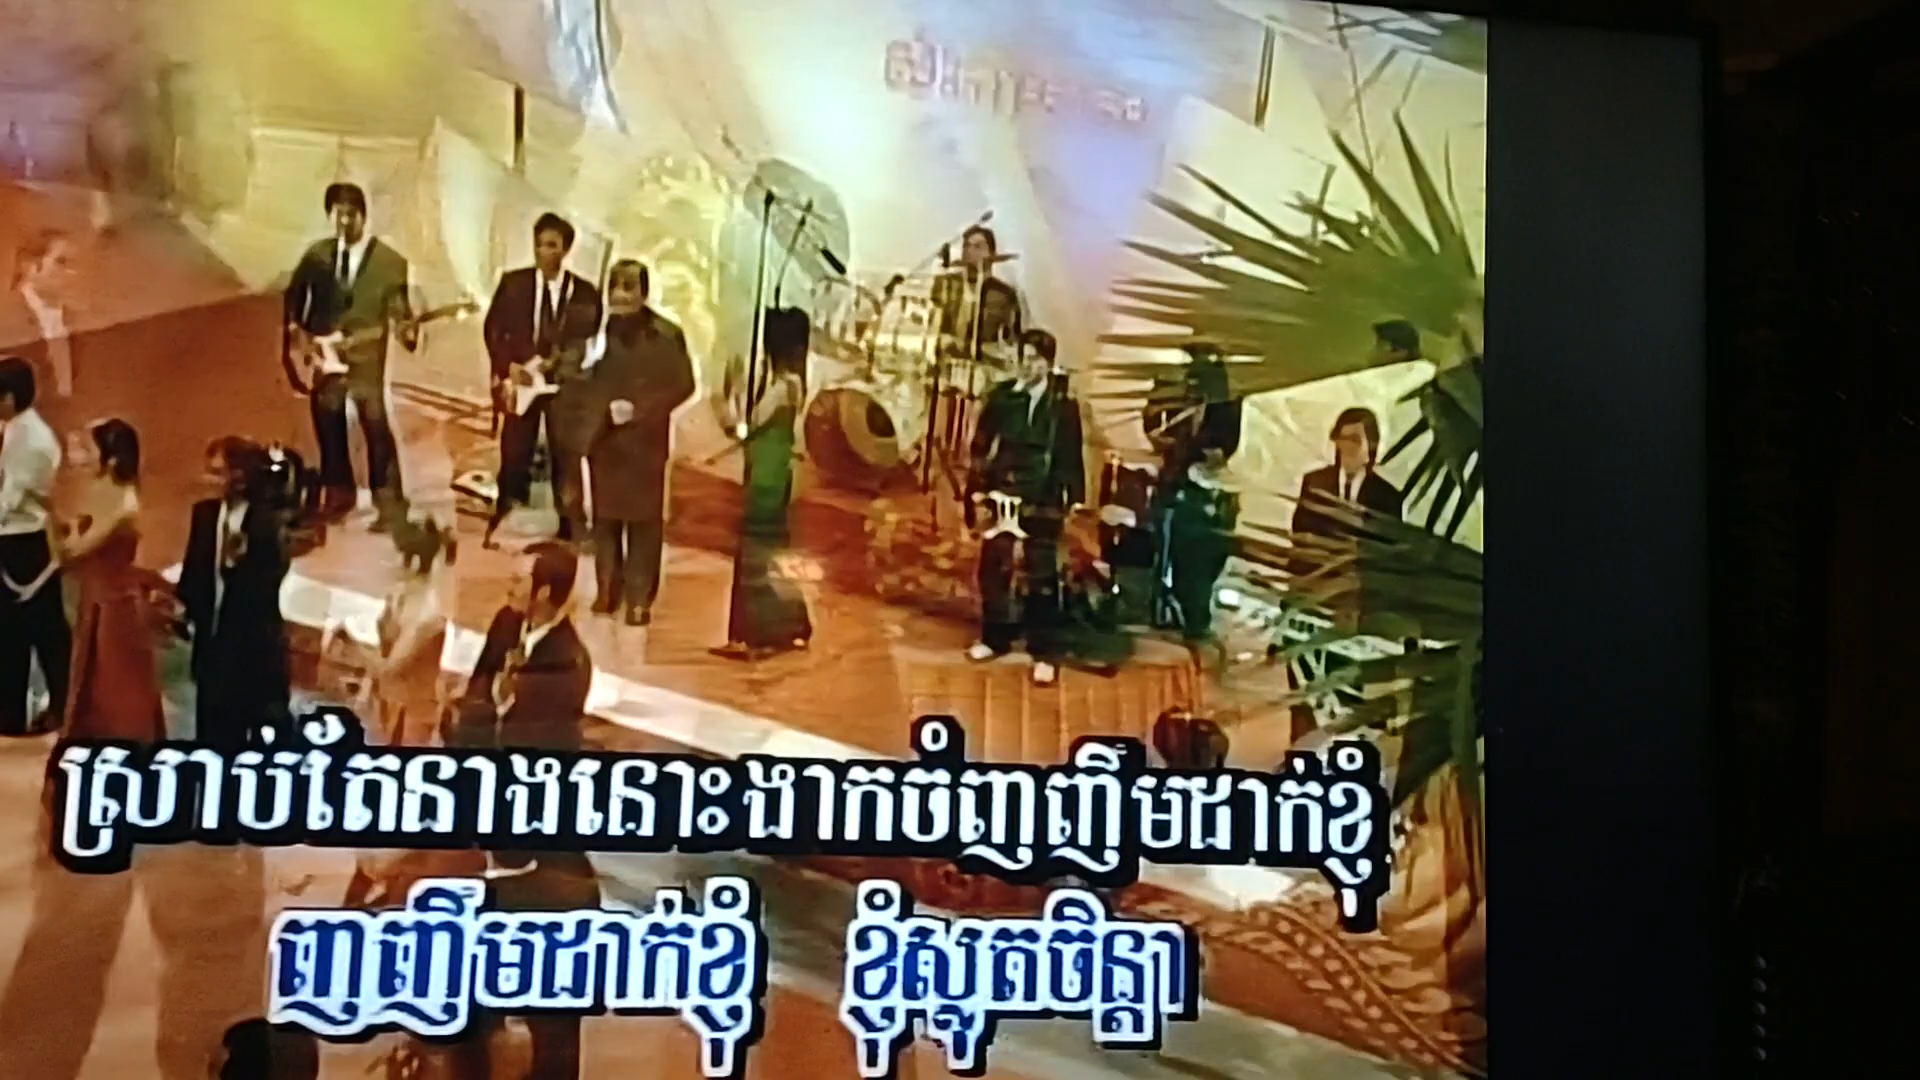 ស្រាប់តែនាងនោះងាកចំញញឹមដាក់ខ្ញុំ
ញញឹមដាក់ខ្ញុំ ខ្ញុំស្លូតចិន្តា